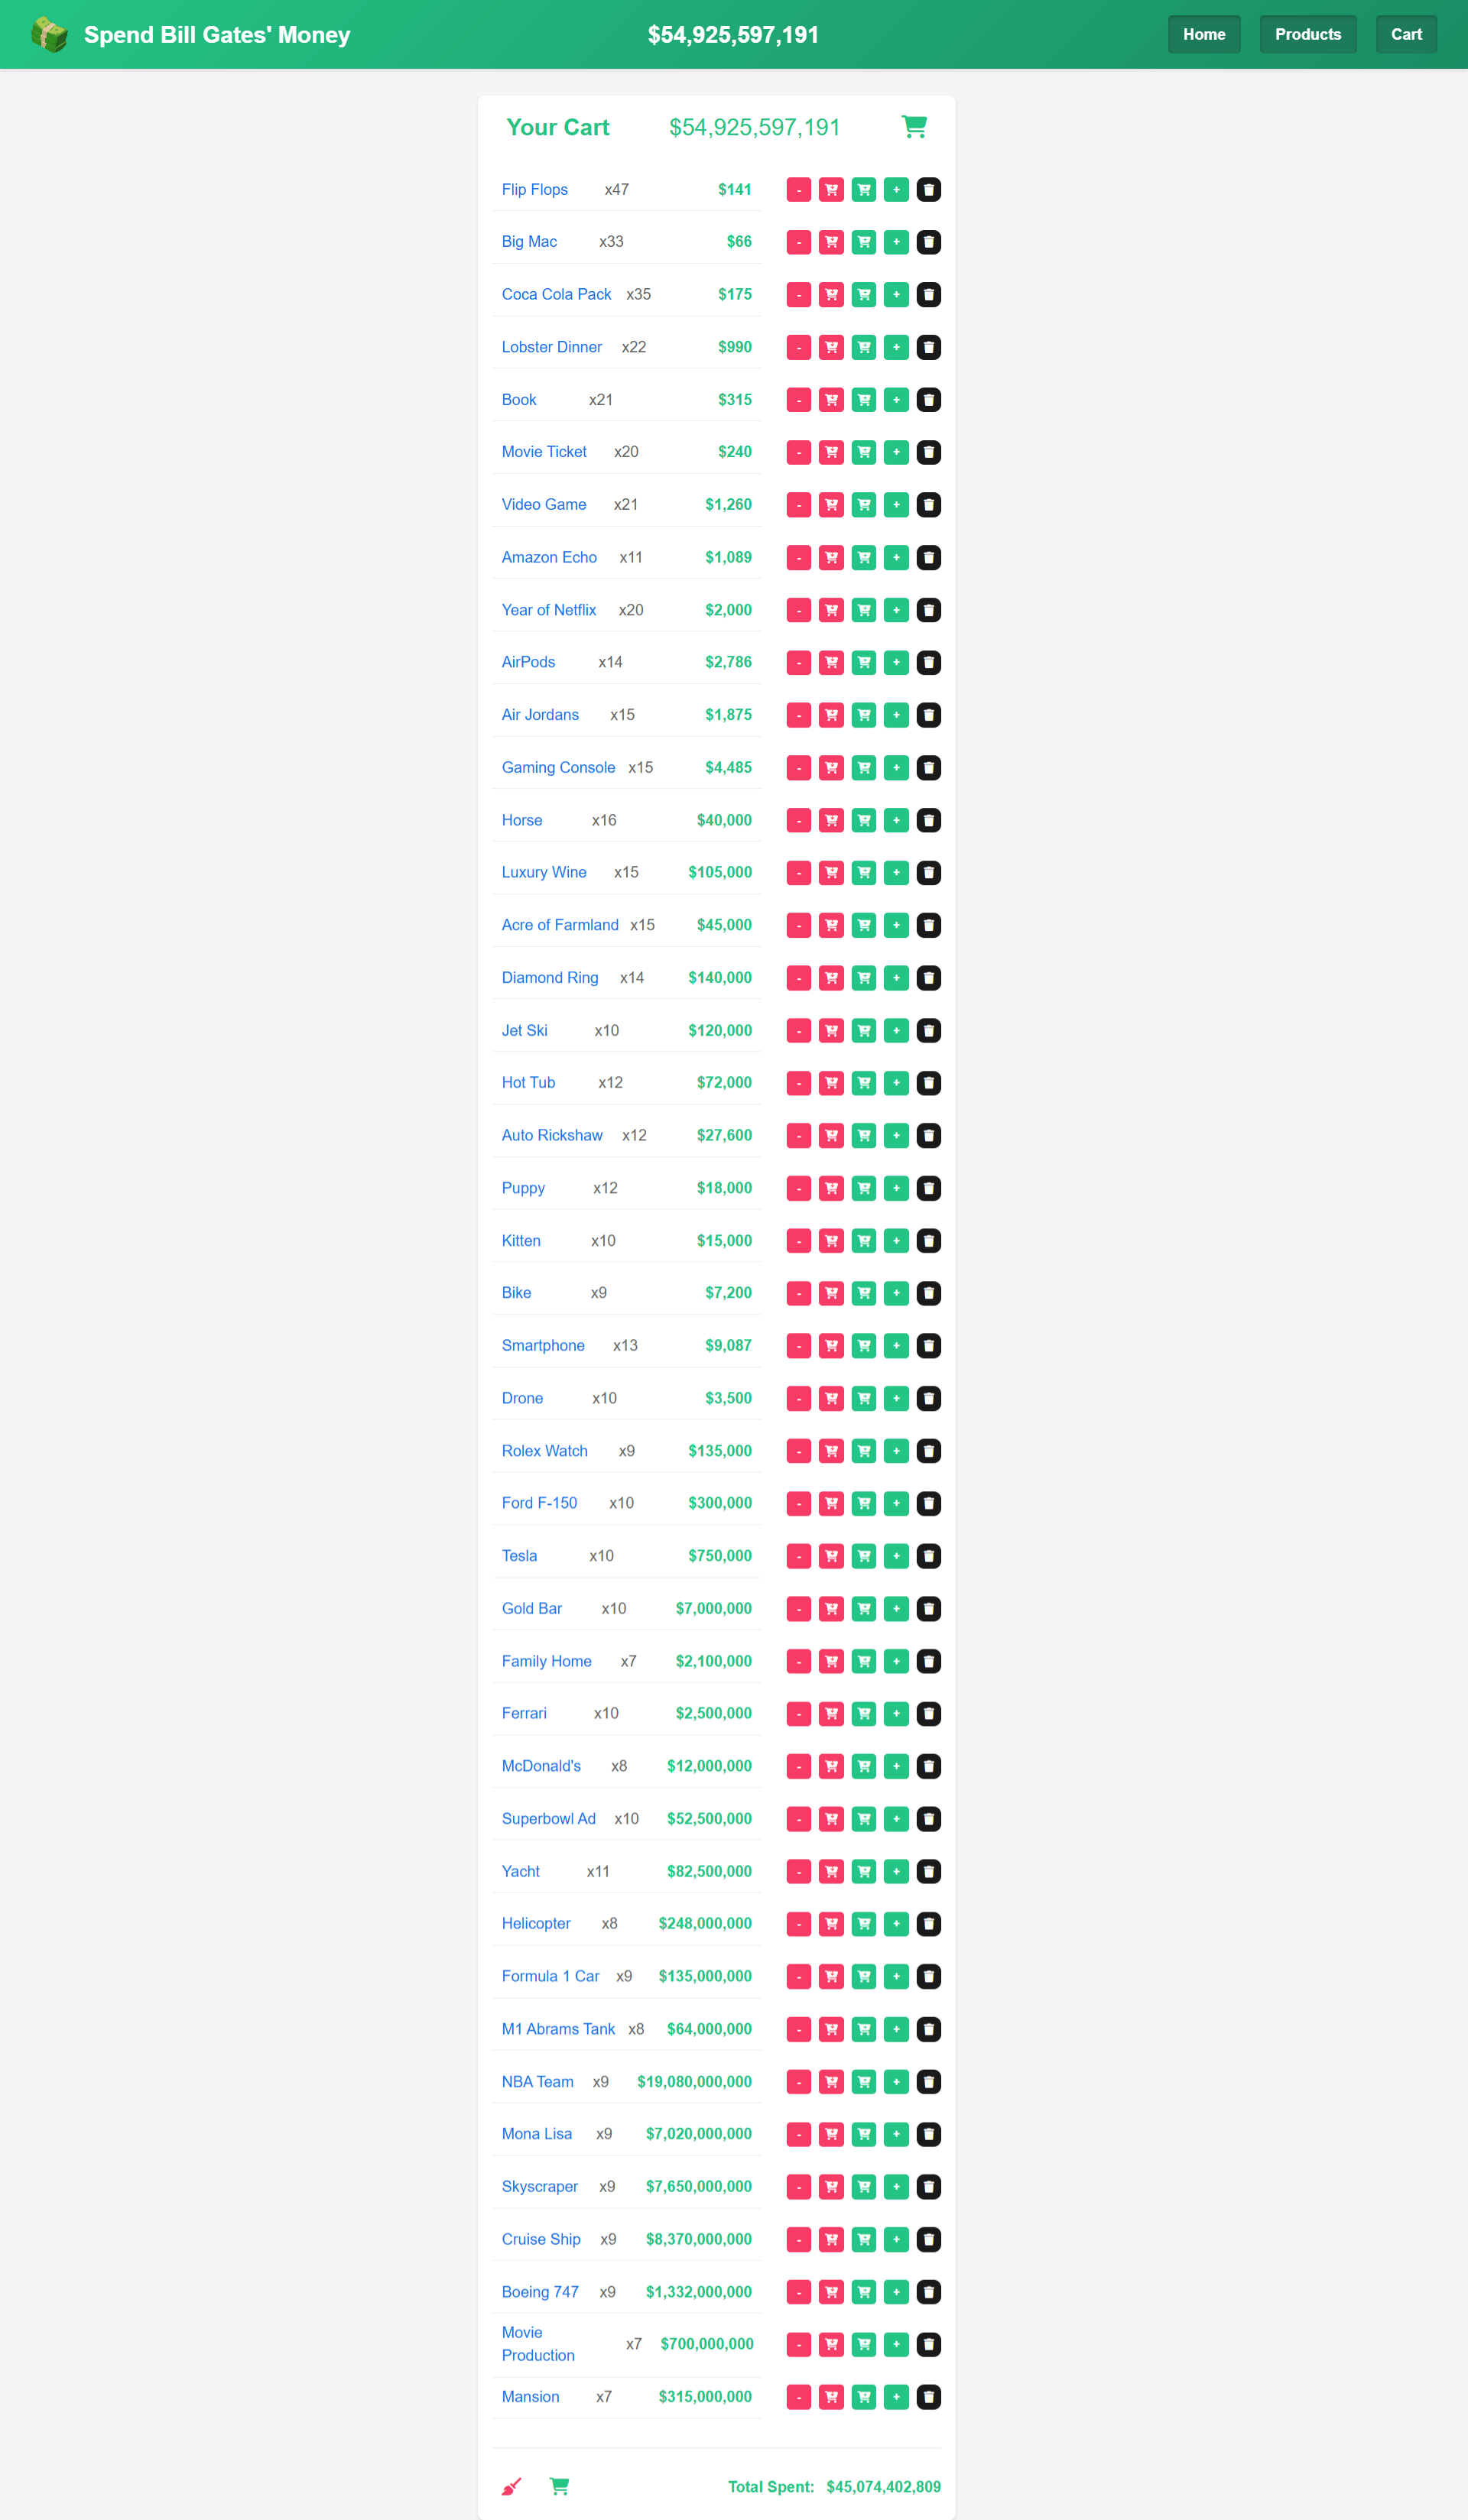 Spend Bill Gates' Money $54,925,597,191 Home Products Cart
Your Cart $54,925,597,191
Flip Flops x47 $141 - +
Big Mac x33 $66 - +
Coca Cola Pack x35 $175 - +
Lobster Dinner x22 $990 - +
Book x21 $315 - +
Movie Ticket x20 $240 - +
Video Game x21 $1,260 - +
Amazon Echo x11 $1,089 - +
Year of Netflix x20 $2,000 - +
AirPods x14 $2,786 - +
Air Jordans x15 $1,875 - +
Gaming Console x15 $4,485 - +
Horse x16 $40,000 - +
Luxury Wine x15 $105,000 - +
Acre of Farmland x15 $45,000 - +
Diamond Ring x14 $140,000 - +
Jet Ski x10 $120,000 - +
Hot Tub x12 $72,000 - +
Auto Rickshaw x12 $27,600 - +
Puppy x12 $18,000 - +
Kitten x10 $15,000 - +
Bike x9 $7,200 - +
Smartphone x13 $9,087 - +
Drone x10 $3,500 - +
Rolex Watch x9 $135,000 - +
Ford F-150 x10 $300,000 - +
Tesla x10 $750,000 - +
Gold Bar x10 $7,000,000 - +
Family Home x7 $2,100,000 - +
Ferrari x10 $2,500,000 - +
McDonald's x8 $12,000,000 - +
Superbowl Ad x10 $52,500,000 - +
Yacht x11 $82,500,000 - +
Helicopter x8 $248,000,000 - +
Formula 1 Car x9 $135,000,000 - +
M1 Abrams Tank x8 $64,000,000 - +
NBA Team x9 $19,080,000,000 - +
Mona Lisa x9 $7,020,000,000 - +
Skyscraper x9 $7,650,000,000 - +
Cruise Ship x9 $8,370,000,000 - +
Boeing 747 x9 $1,332,000,000 - +
Movie
Production x7 $700,000,000 - +
Mansion x7 $315,000,000 - +
Total Spent: $45,074,402,809